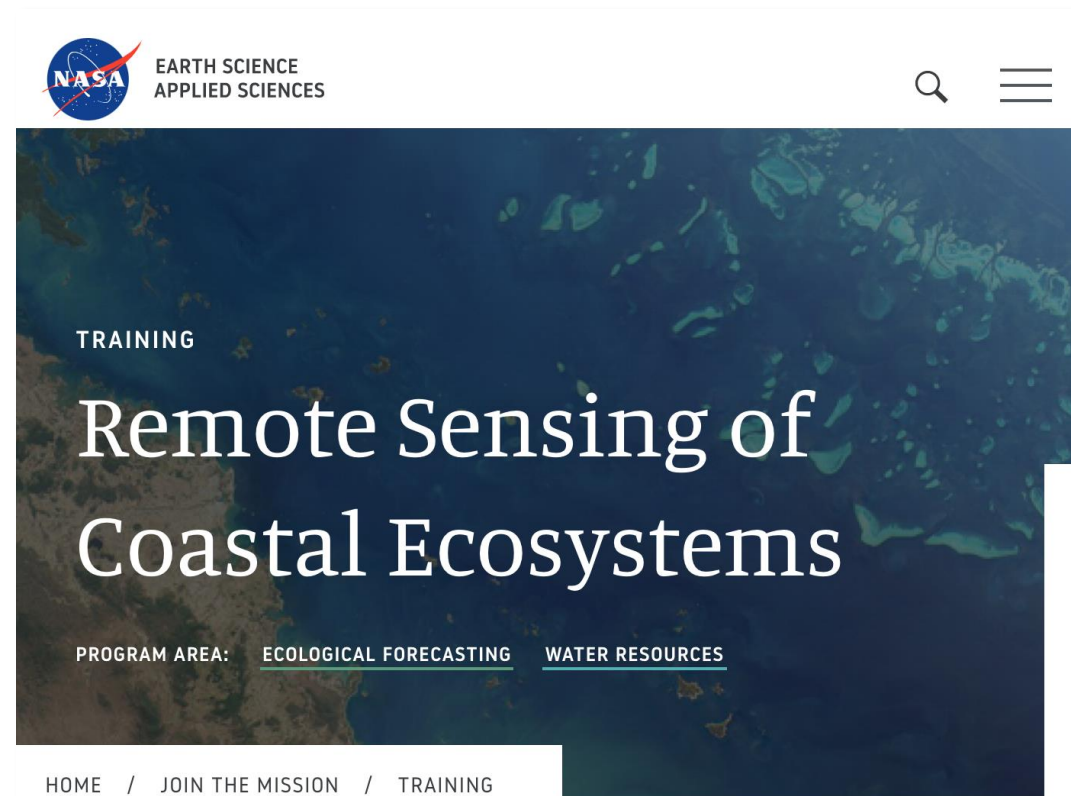 NASA
EARTH SCIENCE
APPLIED SCIENCES
TRAINING
Remote Sensing of
Coastal Ecosystems
PROGRAM AREA: ECOLOGICAL FORECASTING WATER RESOURCES
HOME / JOIN THE MISSION / TRAINING